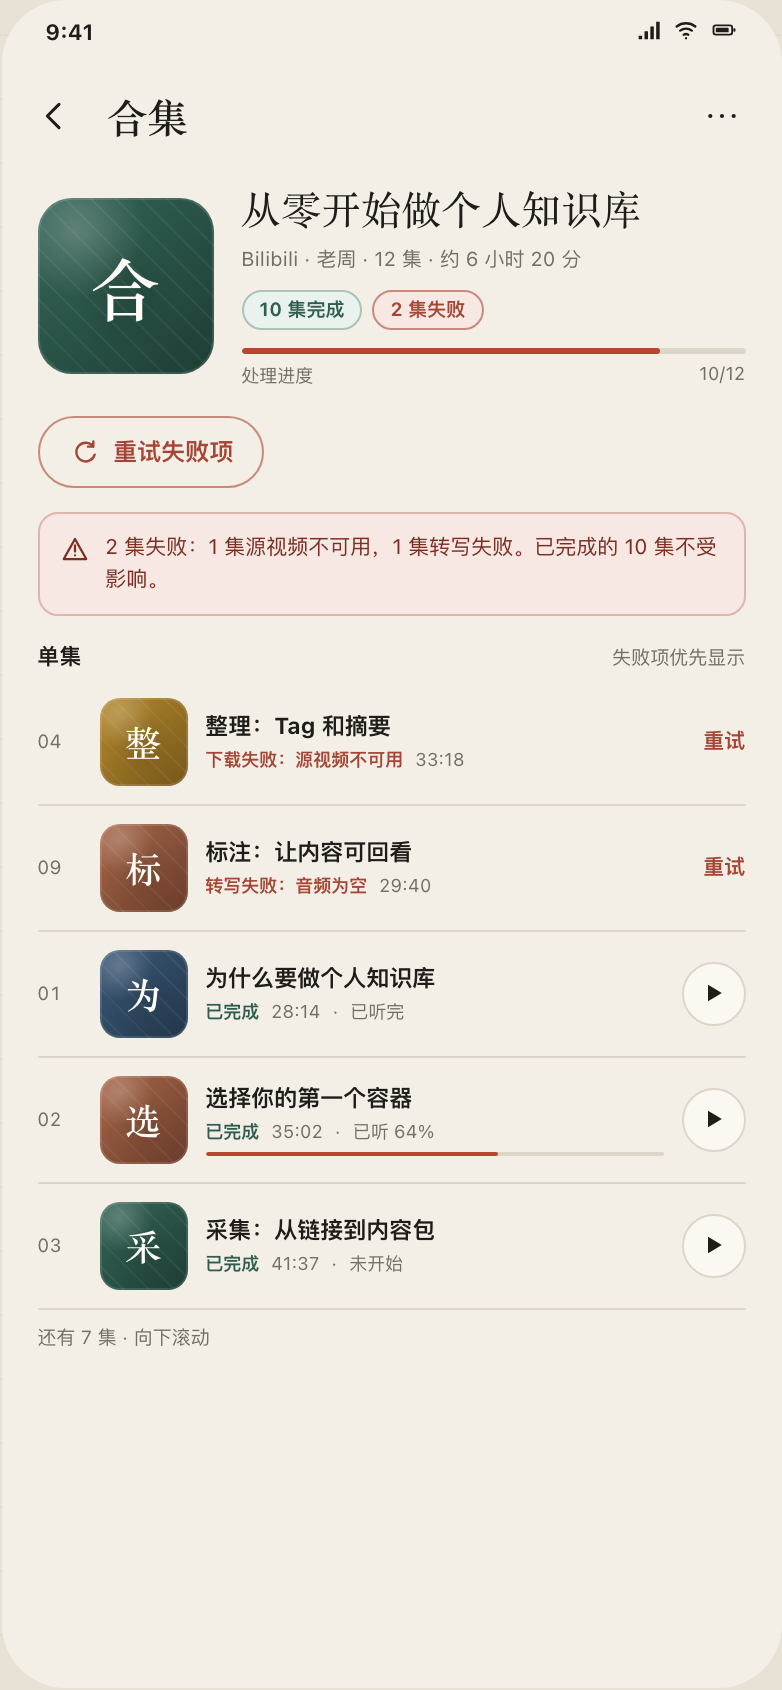 9:41
合集
从零开始做个人知识库
合
Bilibili · 老周 · 12 集 · 约 6 小时 20 分
10 集完成 2 集失败
处理进度 10/12
重试失败项
2 集失败：1 集源视频不可用，1 集转写失败。已完成的 10 集不受
影响。
单集 失败项优先显示
04 整 整理：Tag 和摘要 重试
下载失败：源视频不可用 33:18
09 标 标注：让内容可回看 重试
转写失败：音频为空 29:40
01 为 为什么要做个人知识库
已完成 28:14 · 已听完
02 选 选择你的第一个容器
已完成 35:02 · 已听 64%
03 采 采集：从链接到内容包
已完成 41:37 · 未开始
还有 7 集 · 向下滚动